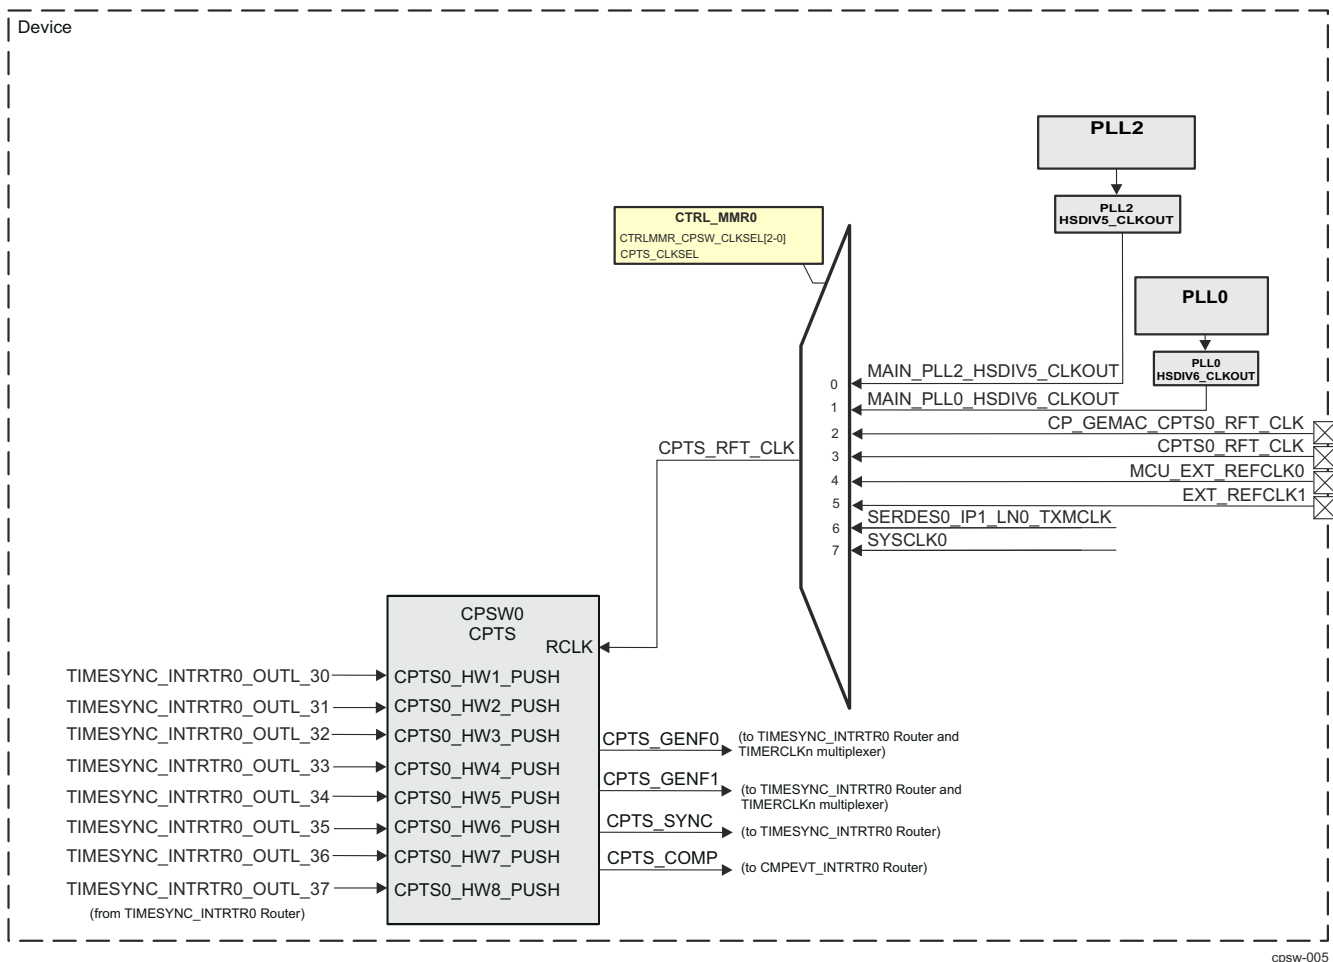 Device
PLL2
PLL2
HSDIV5_CLKOUT
CTRL_MMR0
CTRLMMR_CPSW_CLKSEL[2-0]
CPTS_CLKSEL
PLL0
PLL0
HSDIV6_CLKOUT
0 MAIN_PLL2_HSDIV5_CLKOUT
1 MAIN_PLL0_HSDIV6_CLKOUT
2 CP_GEMAC_CPTS0_RFT_CLK
3 CPTS0_RFT_CLK
4 MCU_EXT_REFCLK0
5 EXT_REFCLK1
6 SERDES0_IP1_LN0_TXMCLK
7 SYSCLK0
CPTS_RFT_CLK
CPSW0
CPTS
RCLK
TIMESYNC_INTRTR0_OUTL_30 CPTS0_HW1_PUSH
TIMESYNC_INTRTR0_OUTL_31 CPTS0_HW2_PUSH
TIMESYNC_INTRTR0_OUTL_32 CPTS0_HW3_PUSH
TIMESYNC_INTRTR0_OUTL_33 CPTS0_HW4_PUSH
TIMESYNC_INTRTR0_OUTL_34 CPTS0_HW5_PUSH
TIMESYNC_INTRTR0_OUTL_35 CPTS0_HW6_PUSH
TIMESYNC_INTRTR0_OUTL_36 CPTS0_HW7_PUSH
TIMESYNC_INTRTR0_OUTL_37 CPTS0_HW8_PUSH
(from TIMESYNC_INTRTR0 Router)
CPTS_GENF0 (to TIMESYNC_INTRTR0 Router and
TIMERCLKn multiplexer)
CPTS_GENF1 (to TIMESYNC_INTRTR0 Router and
TIMERCLKn multiplexer)
CPTS_SYNC (to TIMESYNC_INTRTR0 Router)
CPTS_COMP (to CMPEVT_INTRTR0 Router)
cpsw-005